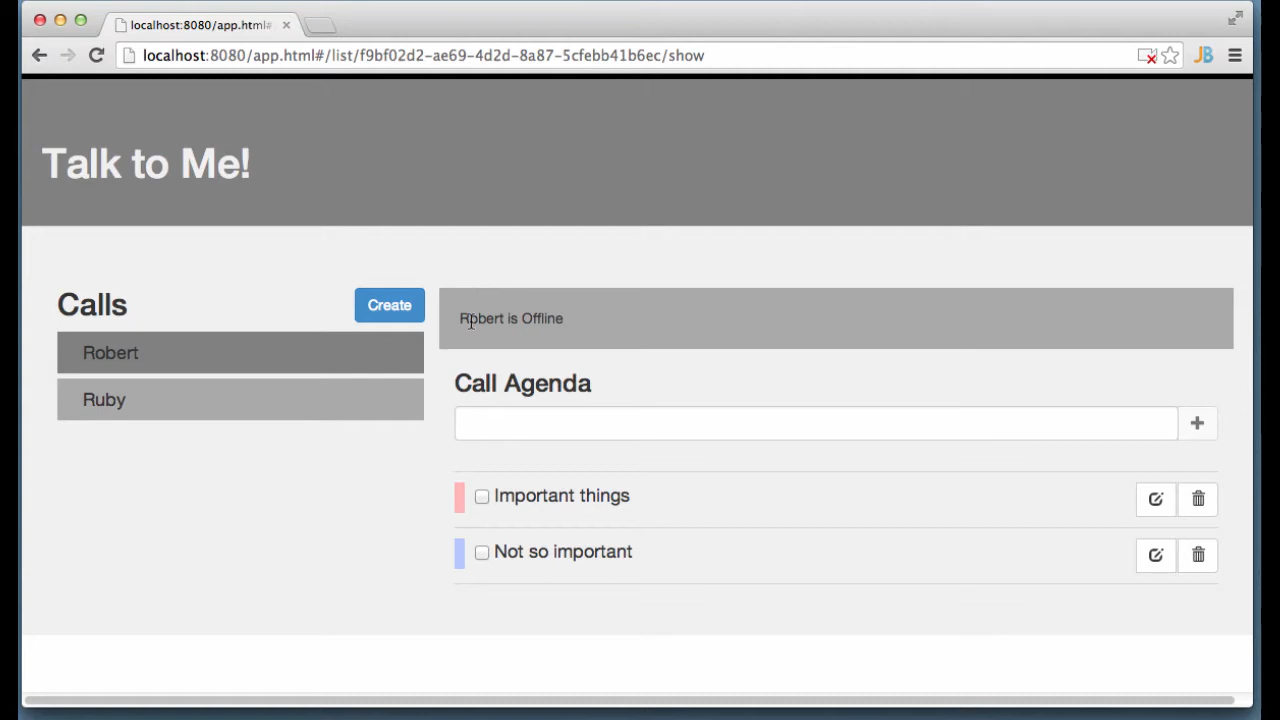 localhost:8080/app.html#
localhost:8080/app.html#/list/f9bf02d2-ae69-4d2d-8a87-5cfebb41b6ec/show
JB
Talk to Me!
Calls
Create
Robert
Ruby
Robert is Offline
Call Agenda
Important things
Not so important